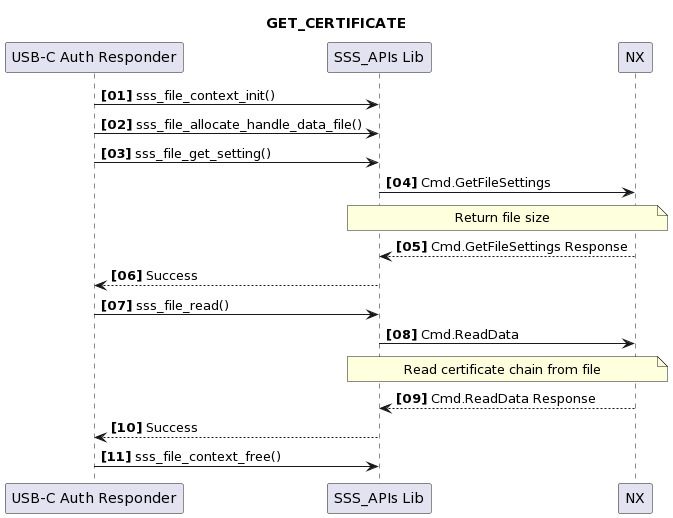 GET_CERTIFICATE
USB-C Auth Responder
SSS_APIs Lib
NX
[01] sss_file_context_init()
[02] sss_file_allocate_handle_data_file()
[03] sss_file_get_setting()
[04] Cmd.GetFileSettings
Return file size
[05] Cmd.GetFileSettings Response
[06] Success
[07] sss_file_read()
[08] Cmd.ReadData
Read certificate chain from file
[09] Cmd.ReadData Response
[10] Success
[11] sss_file_context_free()
USB-C Auth Responder
SSS_APIs Lib
NX